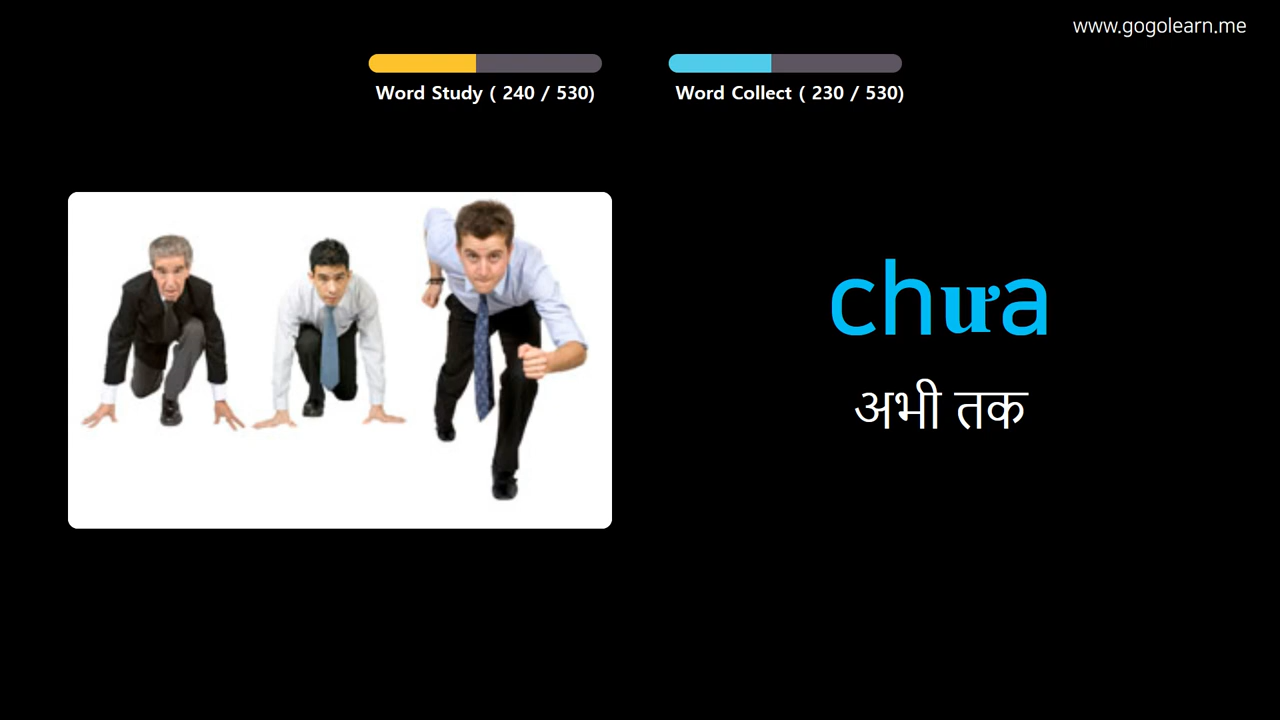 www.gogolearn.me
Word Study ( 240 / 530)
Word Collect ( 230 / 530)
chưa
अभी तक